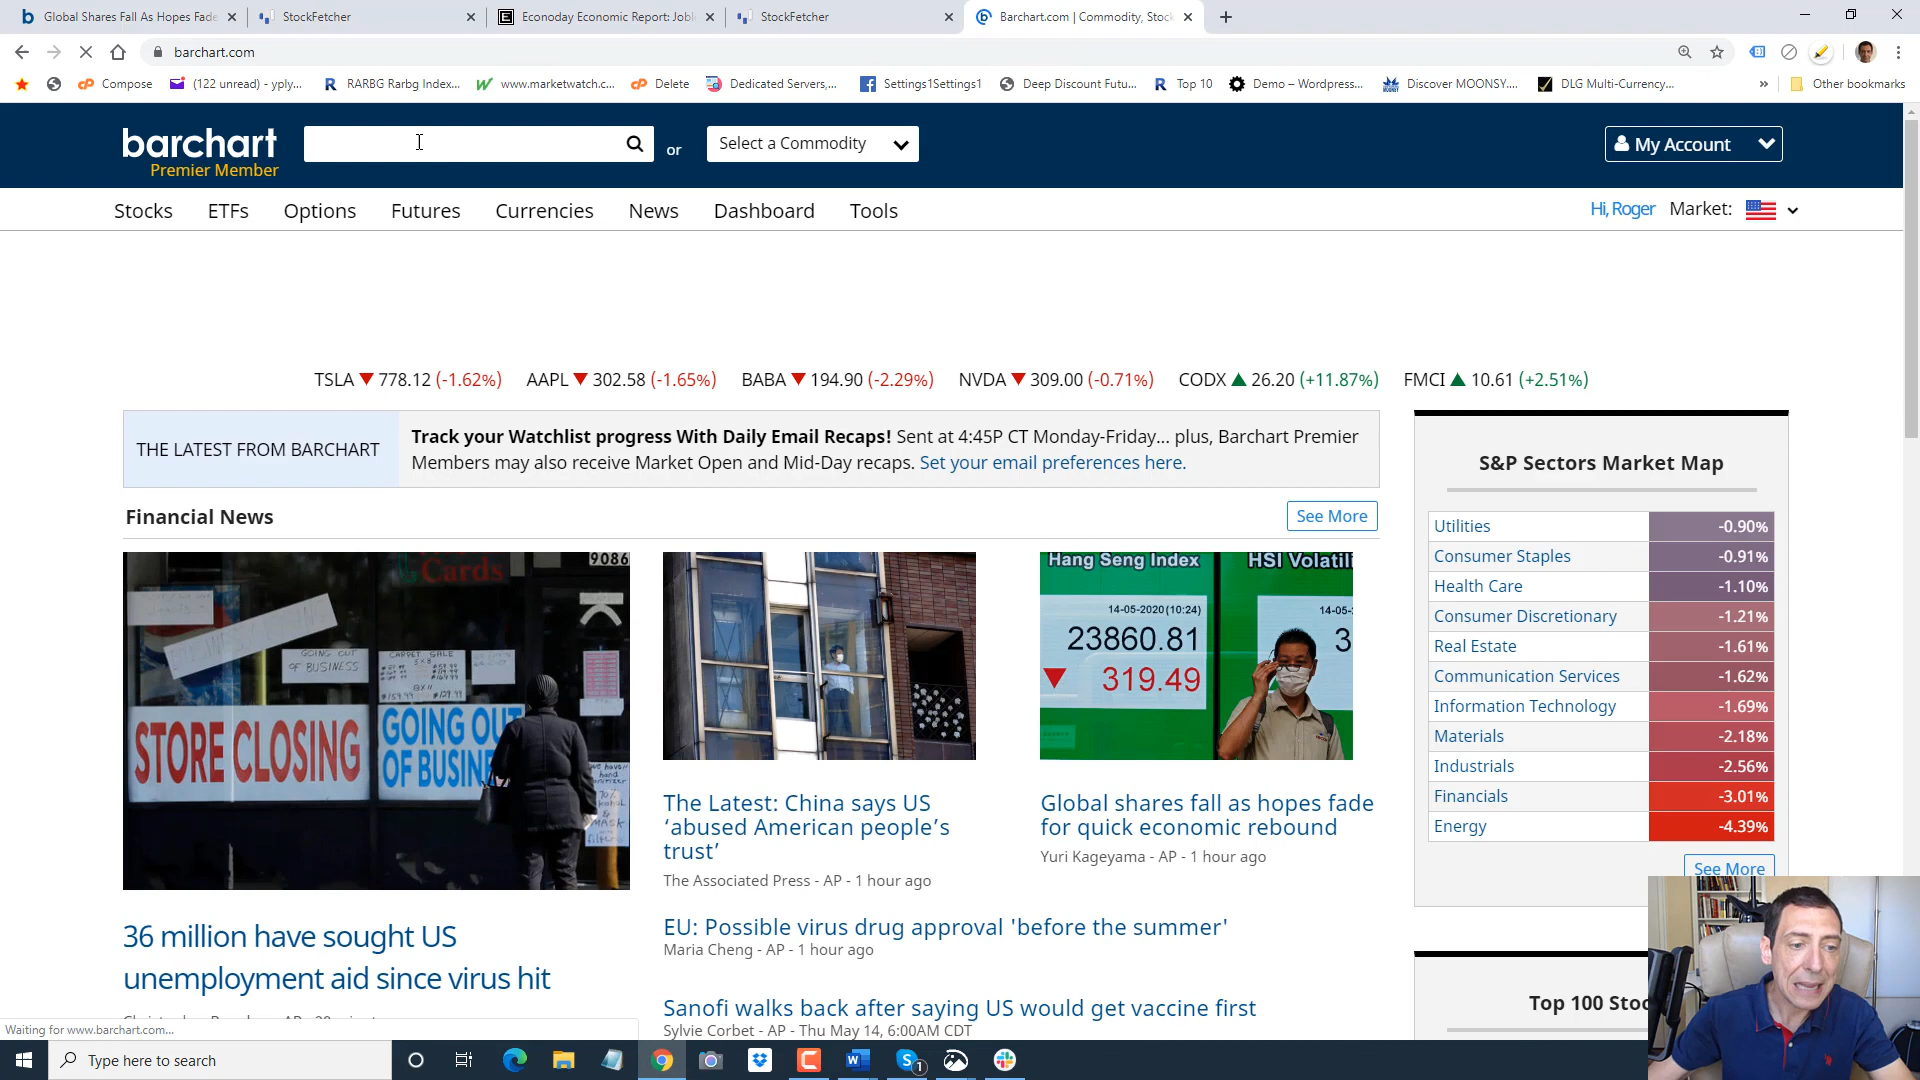 Global Shares Fall As Hopes Fade
StockFetcher
Econoday Economic Report: Jobl
StockFetcher
Barchart.com | Commodity, Stock
barchart.com
Compose
(122 unread) - yply...
RARBG Rarbg Index...
www.marketwatch.c...
Delete
Dedicated Servers,...
Settings1Settings1
Deep Discount Futu...
Top 10
Demo – Wordpress...
Discover MOONSY....
DLG Multi-Currency...
»
Other bookmarks
barchart
Premier Member
or
Select a Commodity
My Account
Stocks ETFs Options Futures Currencies News Dashboard Tools
Hi, Roger Market:
TSLA ▼ 778.12 (-1.62%) AAPL ▼ 302.58 (-1.65%) BABA ▼ 194.90 (-2.29%) NVDA ▼ 309.00 (-0.71%) CODX ▲ 26.20 (+11.87%) FMCI ▲ 10.61 (+2.51%)
THE LATEST FROM BARCHART
Track your Watchlist progress With Daily Email Recaps! Sent at 4:45P CT Monday-Friday... plus, Barchart Premier
Members may also receive Market Open and Mid-Day recaps. Set your email preferences here.
Financial News
See More
9086
Cards
GOING OUT
OF BUSINESS
CARPET SALE
STORE CLOSING
GOING OUT
OF BUSIN
36 million have sought US
unemployment aid since virus hit
The Latest: China says US
‘abused American people’s
trust’
The Associated Press - AP - 1 hour ago
Hang Seng Index
HSI Volatili
14-05-2020(10:24)
14-05-
23860.81
3
319.49
Global shares fall as hopes fade
for quick economic rebound
Yuri Kageyama - AP - 1 hour ago
EU: Possible virus drug approval 'before the summer'
Maria Cheng - AP - 1 hour ago
Sanofi walks back after saying US would get vaccine first
Sylvie Corbet - AP - Thu May 14, 6:00AM CDT
S&P Sectors Market Map
Utilities -0.90%
Consumer Staples -0.91%
Health Care -1.10%
Consumer Discretionary -1.21%
Real Estate -1.61%
Communication Services -1.62%
Information Technology -1.69%
Materials -2.18%
Industrials -2.56%
Financials -3.01%
Energy -4.39%
See More
Top 100 Stoc
Waiting for www.barchart.com...
Type here to search
1